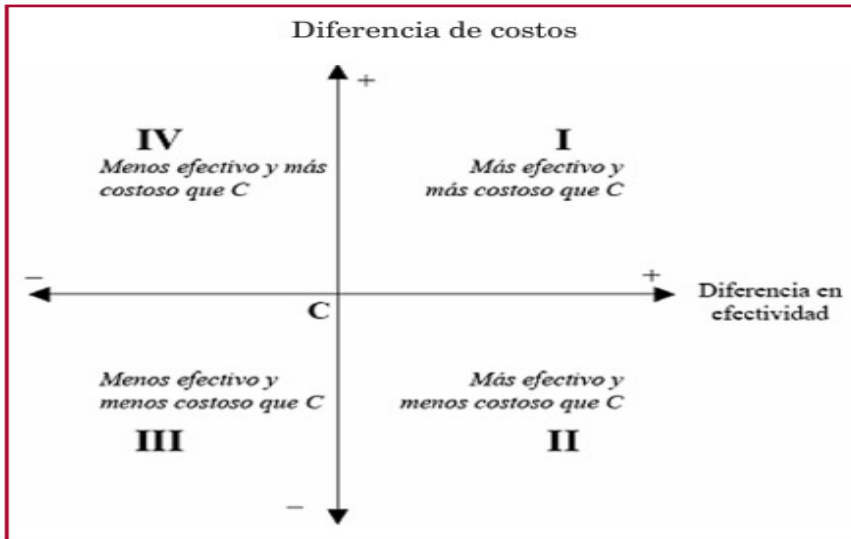 Diferencia de costos
+
IV
Menos efectivo y más
costoso que C
I
Más efectivo y
más costoso que C
–
+
C
Diferencia en
efectividad
Menos efectivo y
menos costoso que C
III
Más efectivo y
menos costoso que C
II
–